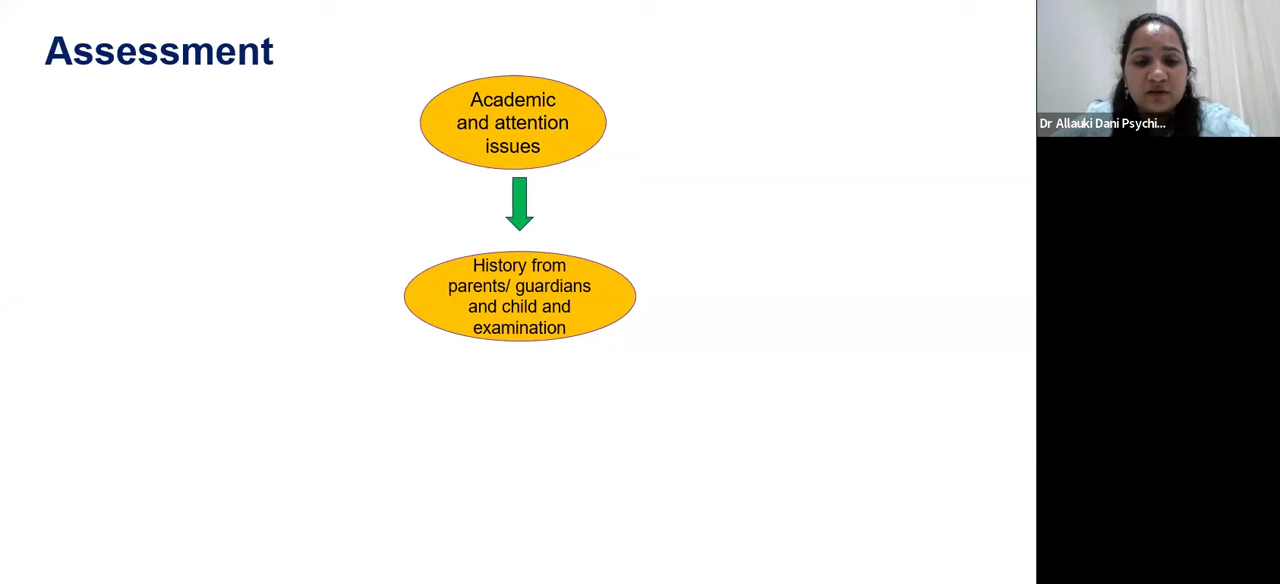 Assessment
Academic
and attention
issues
History from
parents/ guardians
and child and
examination
Dr Allauki Dani Psychi...